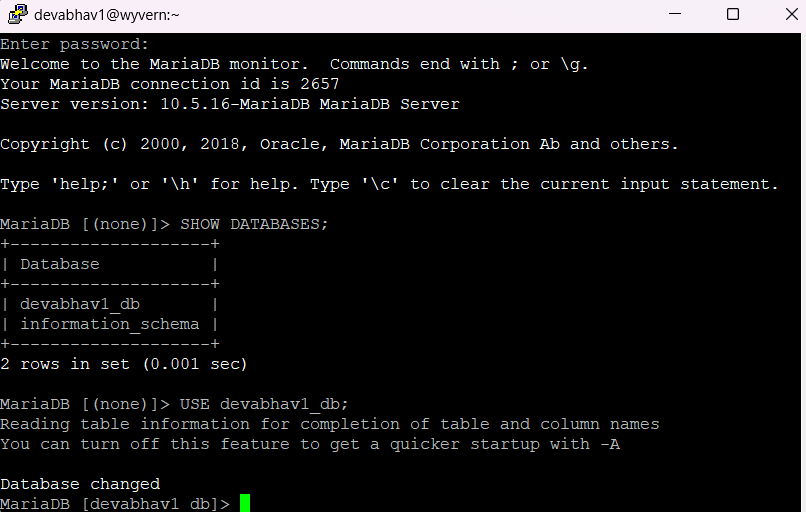 devabhav1@wyvern:~
Enter password:
Welcome to the MariaDB monitor.  Commands end with ; or \g.
Your MariaDB connection id is 2657
Server version: 10.5.16-MariaDB MariaDB Server

Copyright (c) 2000, 2018, Oracle, MariaDB Corporation Ab and others.

Type 'help;' or '\h' for help. Type '\c' to clear the current input statement.

MariaDB [(none)]> SHOW DATABASES;
+--------------------+
| Database           |
+--------------------+
| devabhav1_db       |
| information_schema |
+--------------------+
2 rows in set (0.001 sec)

MariaDB [(none)]> USE devabhav1_db;
Reading table information for completion of table and column names
You can turn off this feature to get a quicker startup with -A

Database changed
MariaDB [devabhav1_db]>